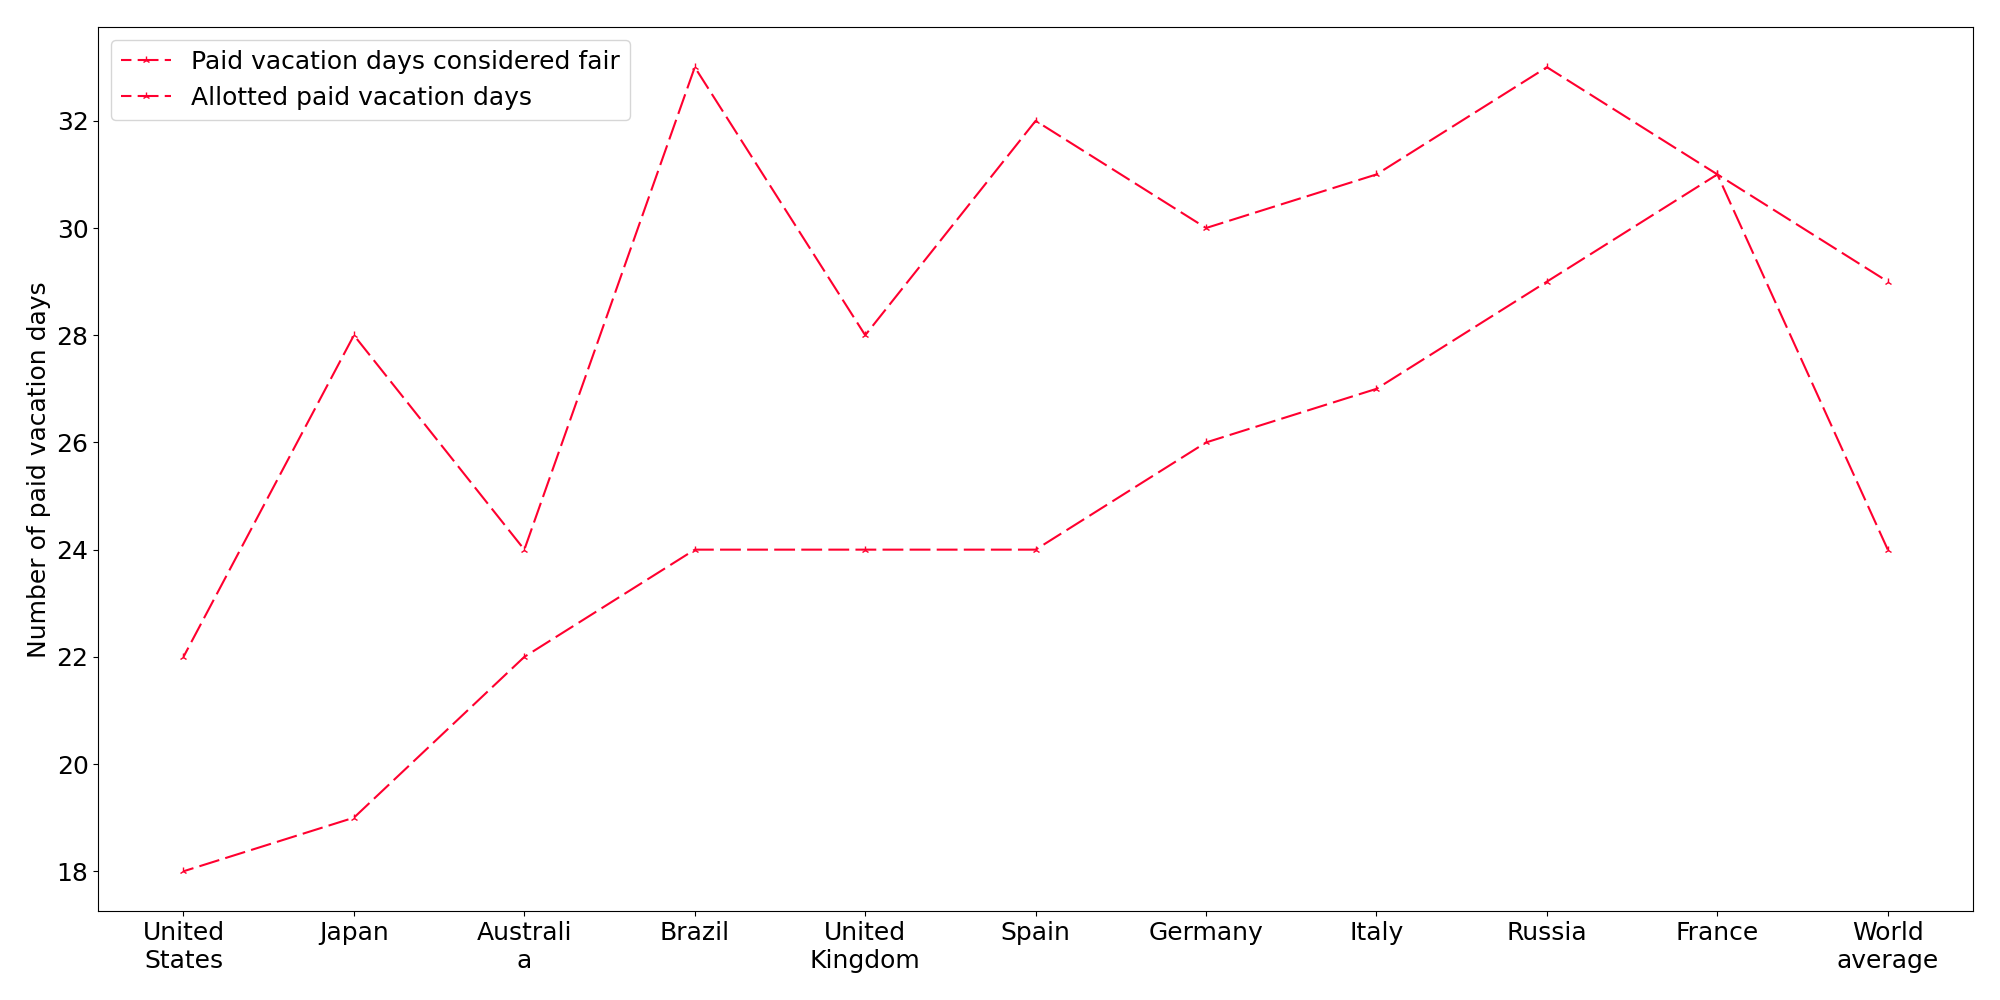 Paid vacation days considered fair
Allotted paid vacation days
Number of paid vacation days
32
30
28
26
24
22
20
18
United
States
Japan
Australi
a
Brazil
United
Kingdom
Spain
Germany
Italy
Russia
France
World
average